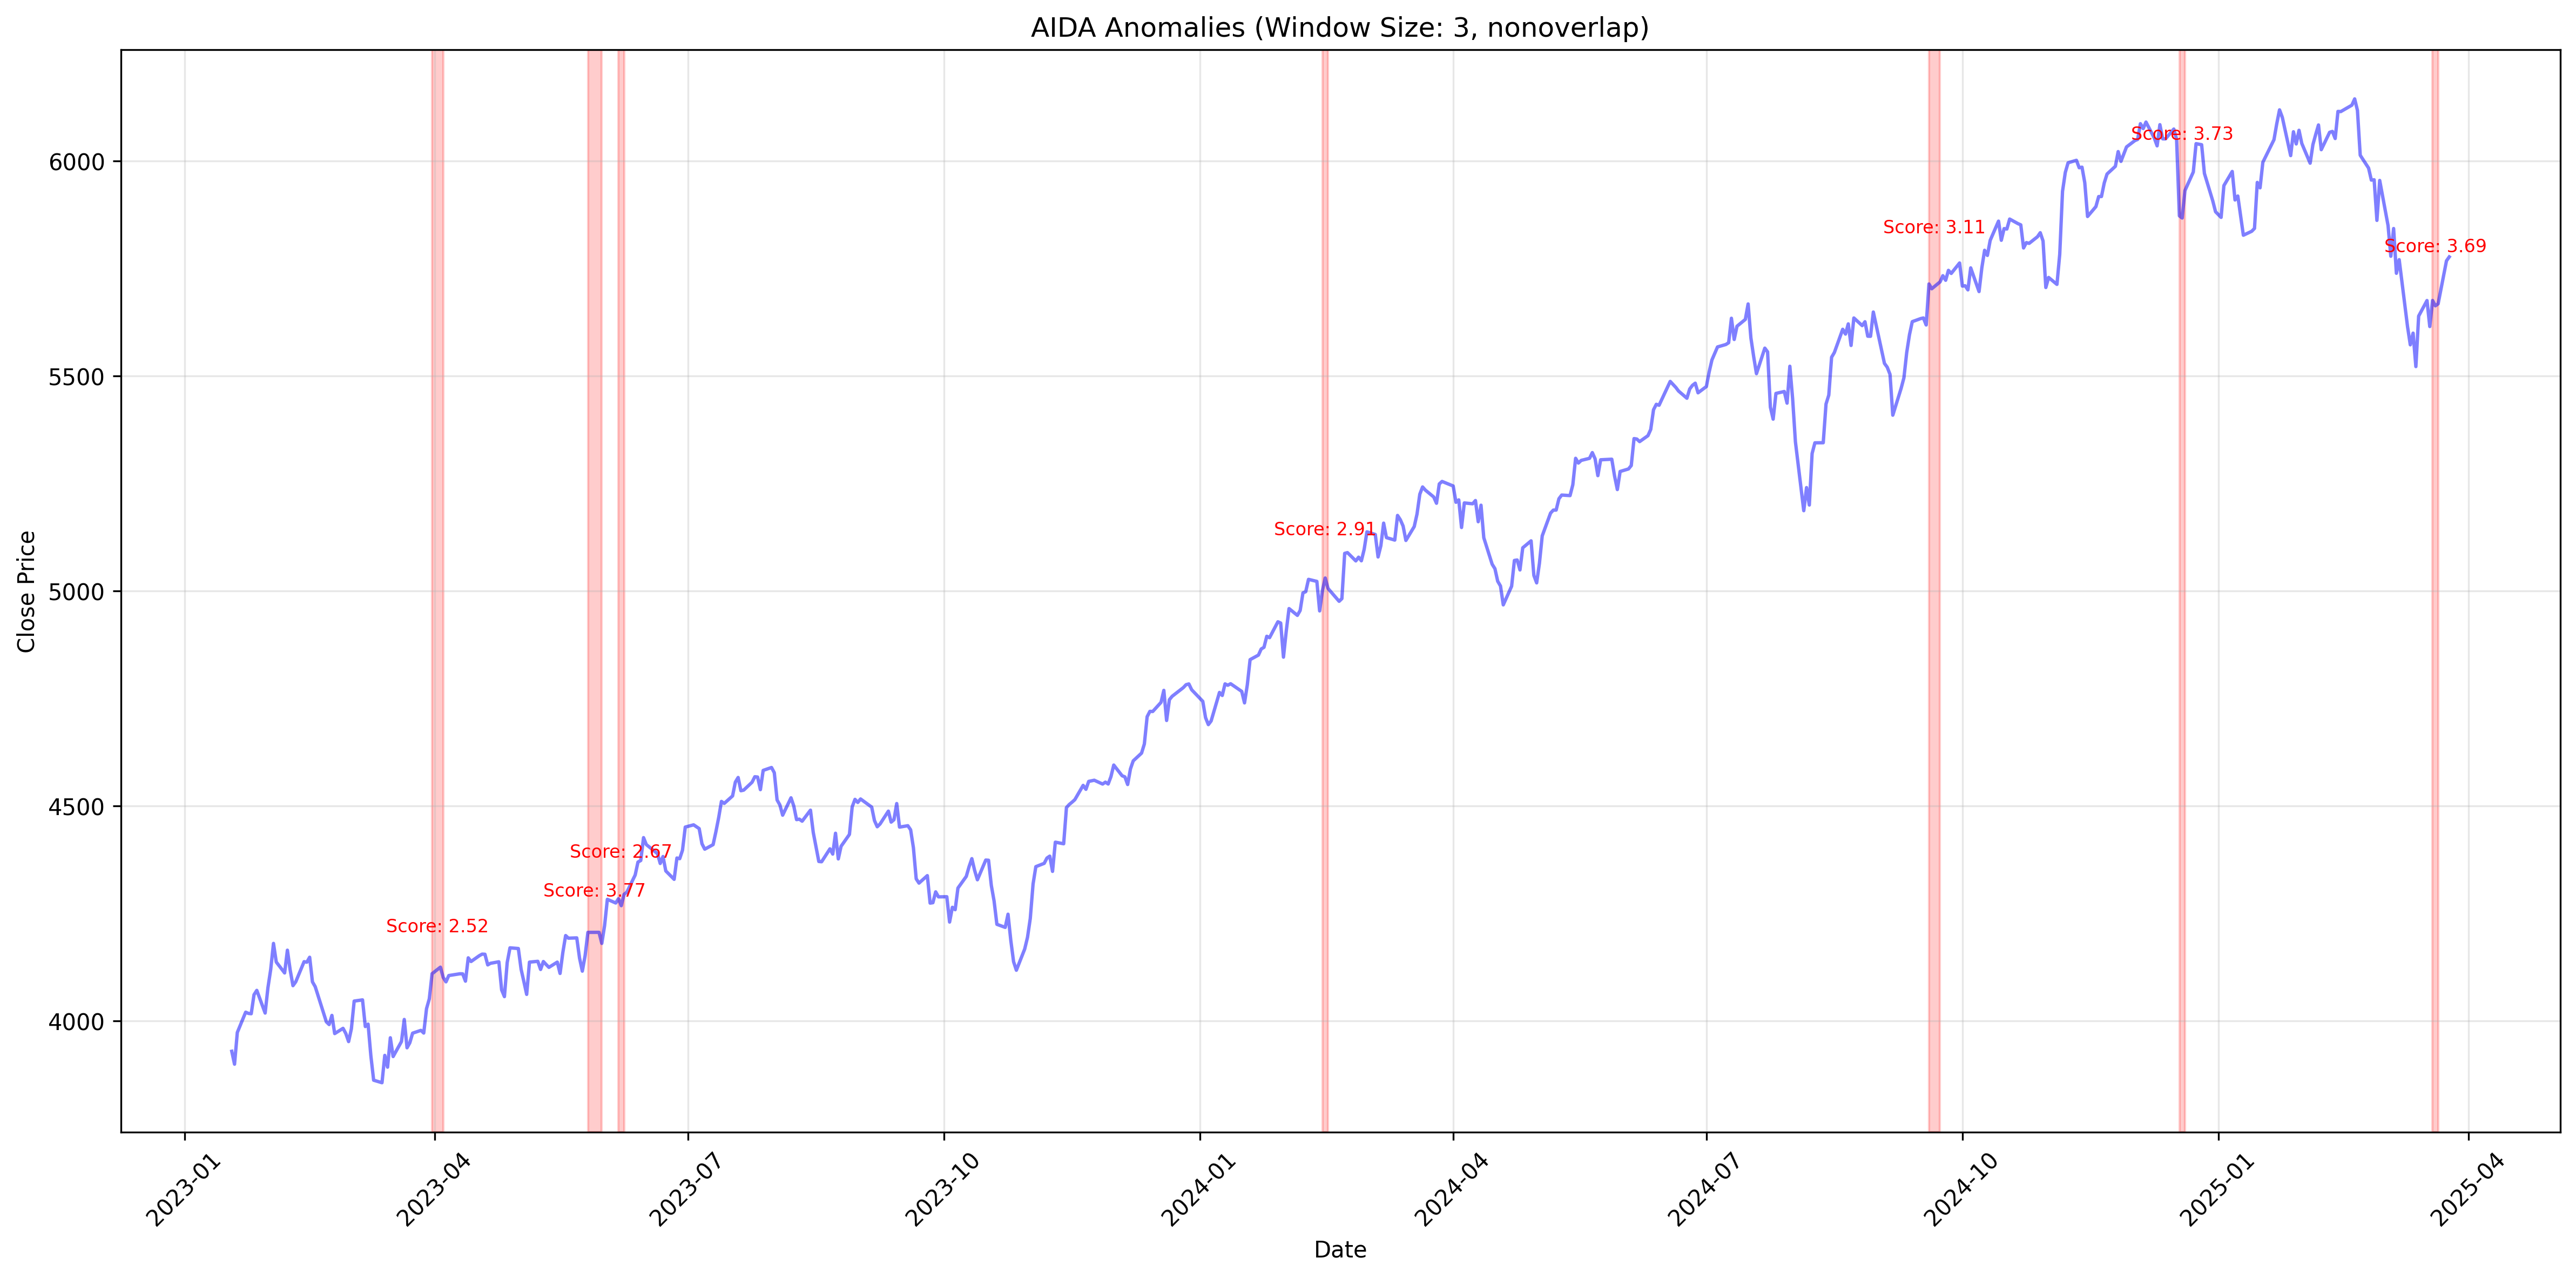 AIDA Anomalies (Window Size: 3, nonoverlap)
Close Price
6000
5500
5000
4500
4000
Score: 2.52
Score: 3.77
Score: 2.67
Score: 2.91
Score: 3.11
Score: 3.73
Score: 3.69
2023-01
2023-04
2023-07
2023-10
2024-01
2024-04
2024-07
2024-10
2025-01
2025-04
Date